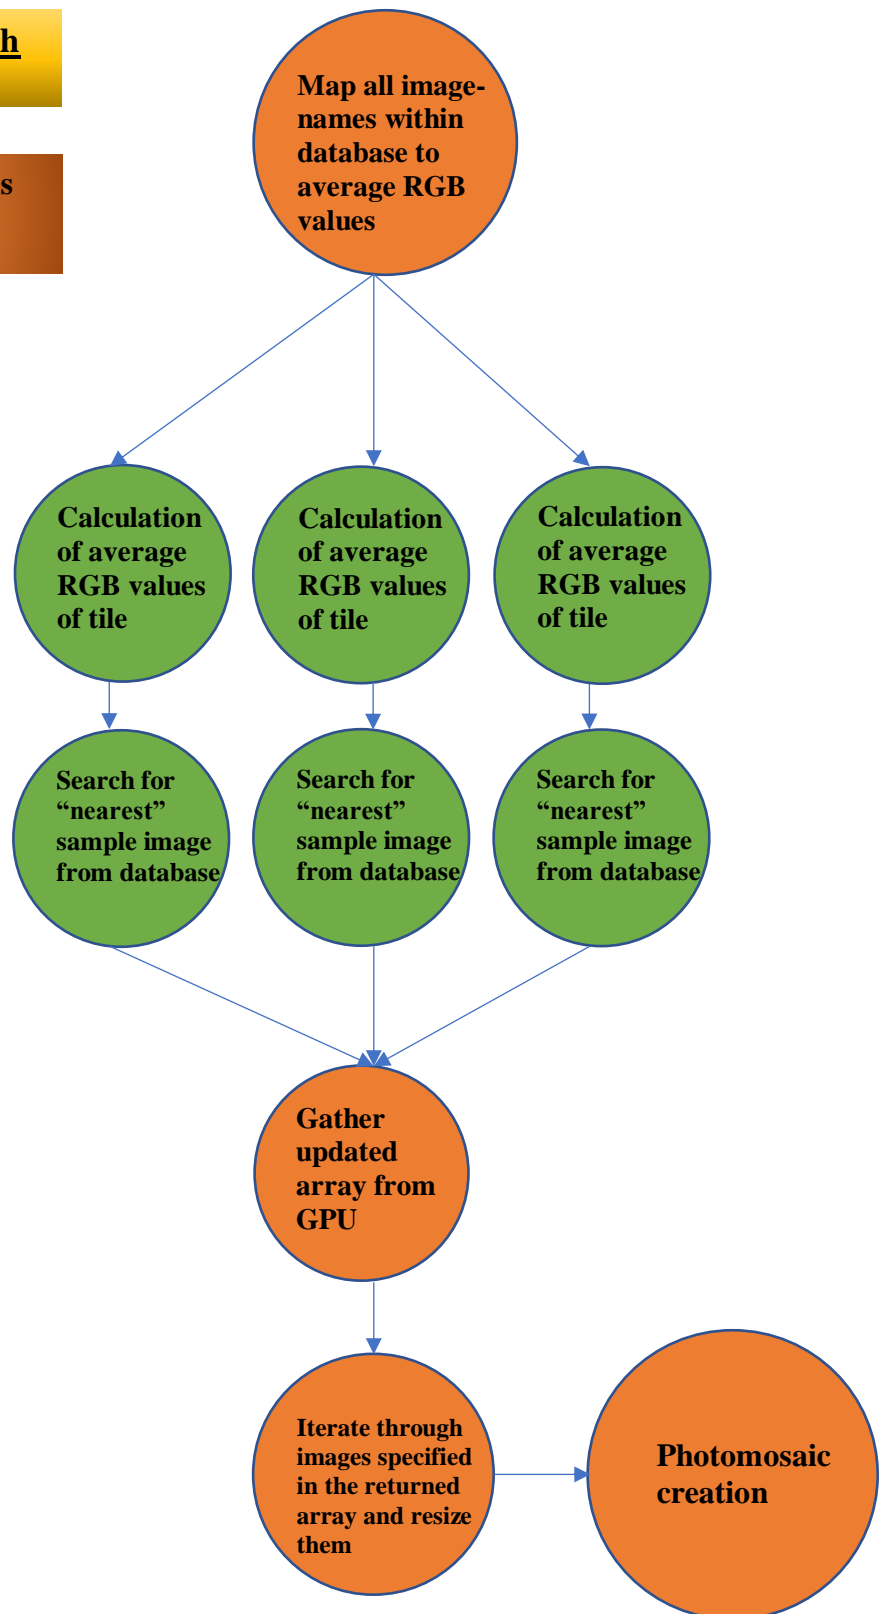 h
s
Map all image-
names within
database to
average RGB
values
Calculation
of average
RGB values
of tile
Calculation
of average
RGB values
of tile
Calculation
of average
RGB values
of tile
Search for
“nearest”
sample image
from database
Search for
“nearest”
sample image
from database
Search for
“nearest”
sample image
from database
Gather
updated
array from
GPU
Iterate through
images specified
in the returned
array and resize
them
Photomosaic
creation